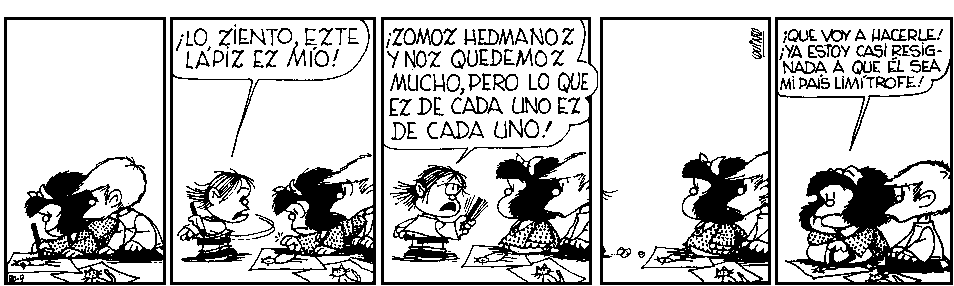 ¡LO, ZIENTO, EZTE
LÁPIZ EZ MÍO!
¡ZOMOZ HEDMANOZ
Y NOZ QUEDEMOZ
MUCHO, PERO LO QUE
EZ DE CADA UNO EZ
DE CADA UNO!
QUINO
¡QUE VOY A HACERLE!
¡YA ESTOY CASI RESIG-
NADA A QUE ÉL SEA
MI PAÍS LIMÍTROFE!